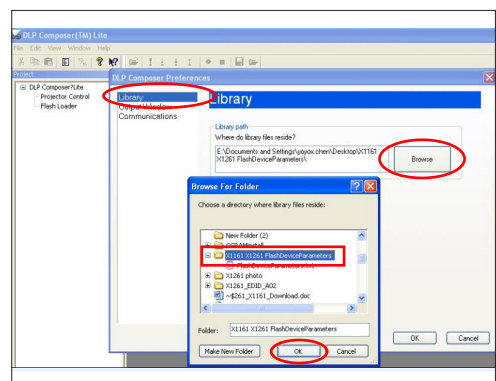 DLP Composer(TM) Lite
File Edit View Window Help
Project
DLP Composer?Lite
Projector Control
Flash Loader
DLP Composer Preferences
Library
Output Window
Communications
Library
Library path
Where do library files reside?
E:\Documents and Settings\yoyox.chen\Desktop\X1161
X1261 FlashDeviceParameters\
Browse
Browse For Folder
Choose a directory where library files reside:
New Folder (2)
X1161 X1261 FlashDeviceParameters
X1261 photo
X1261_EDID_A02
~$261_X1161_Download.doc
Folder: X1161 X1261 FlashDeviceParameters
Make New Folder OK Cancel
OK Cancel